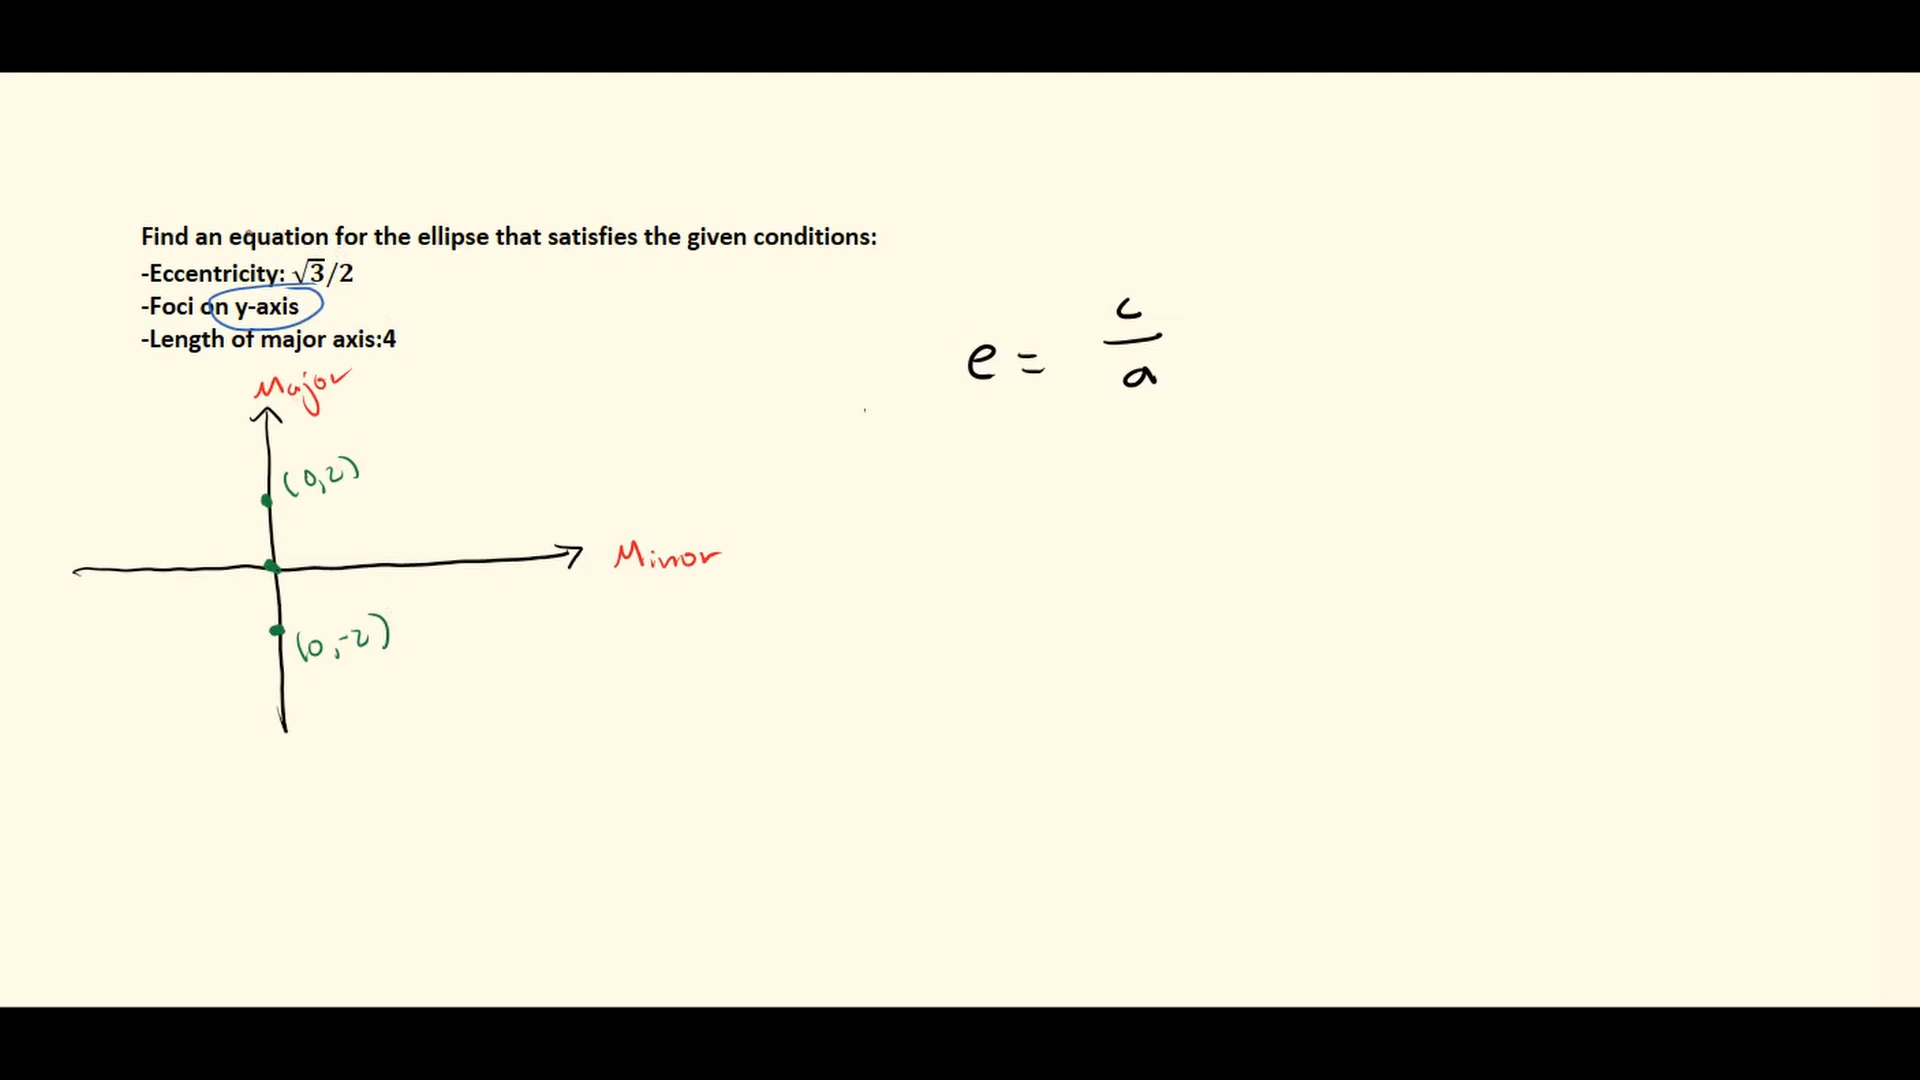 Find an equation for the ellipse that satisfies the given conditions:
-Eccentricity: √3/2
-Foci on y-axis
-Length of major axis:4
Major
(0,2)
Minor
(0,-2)
e = c/a